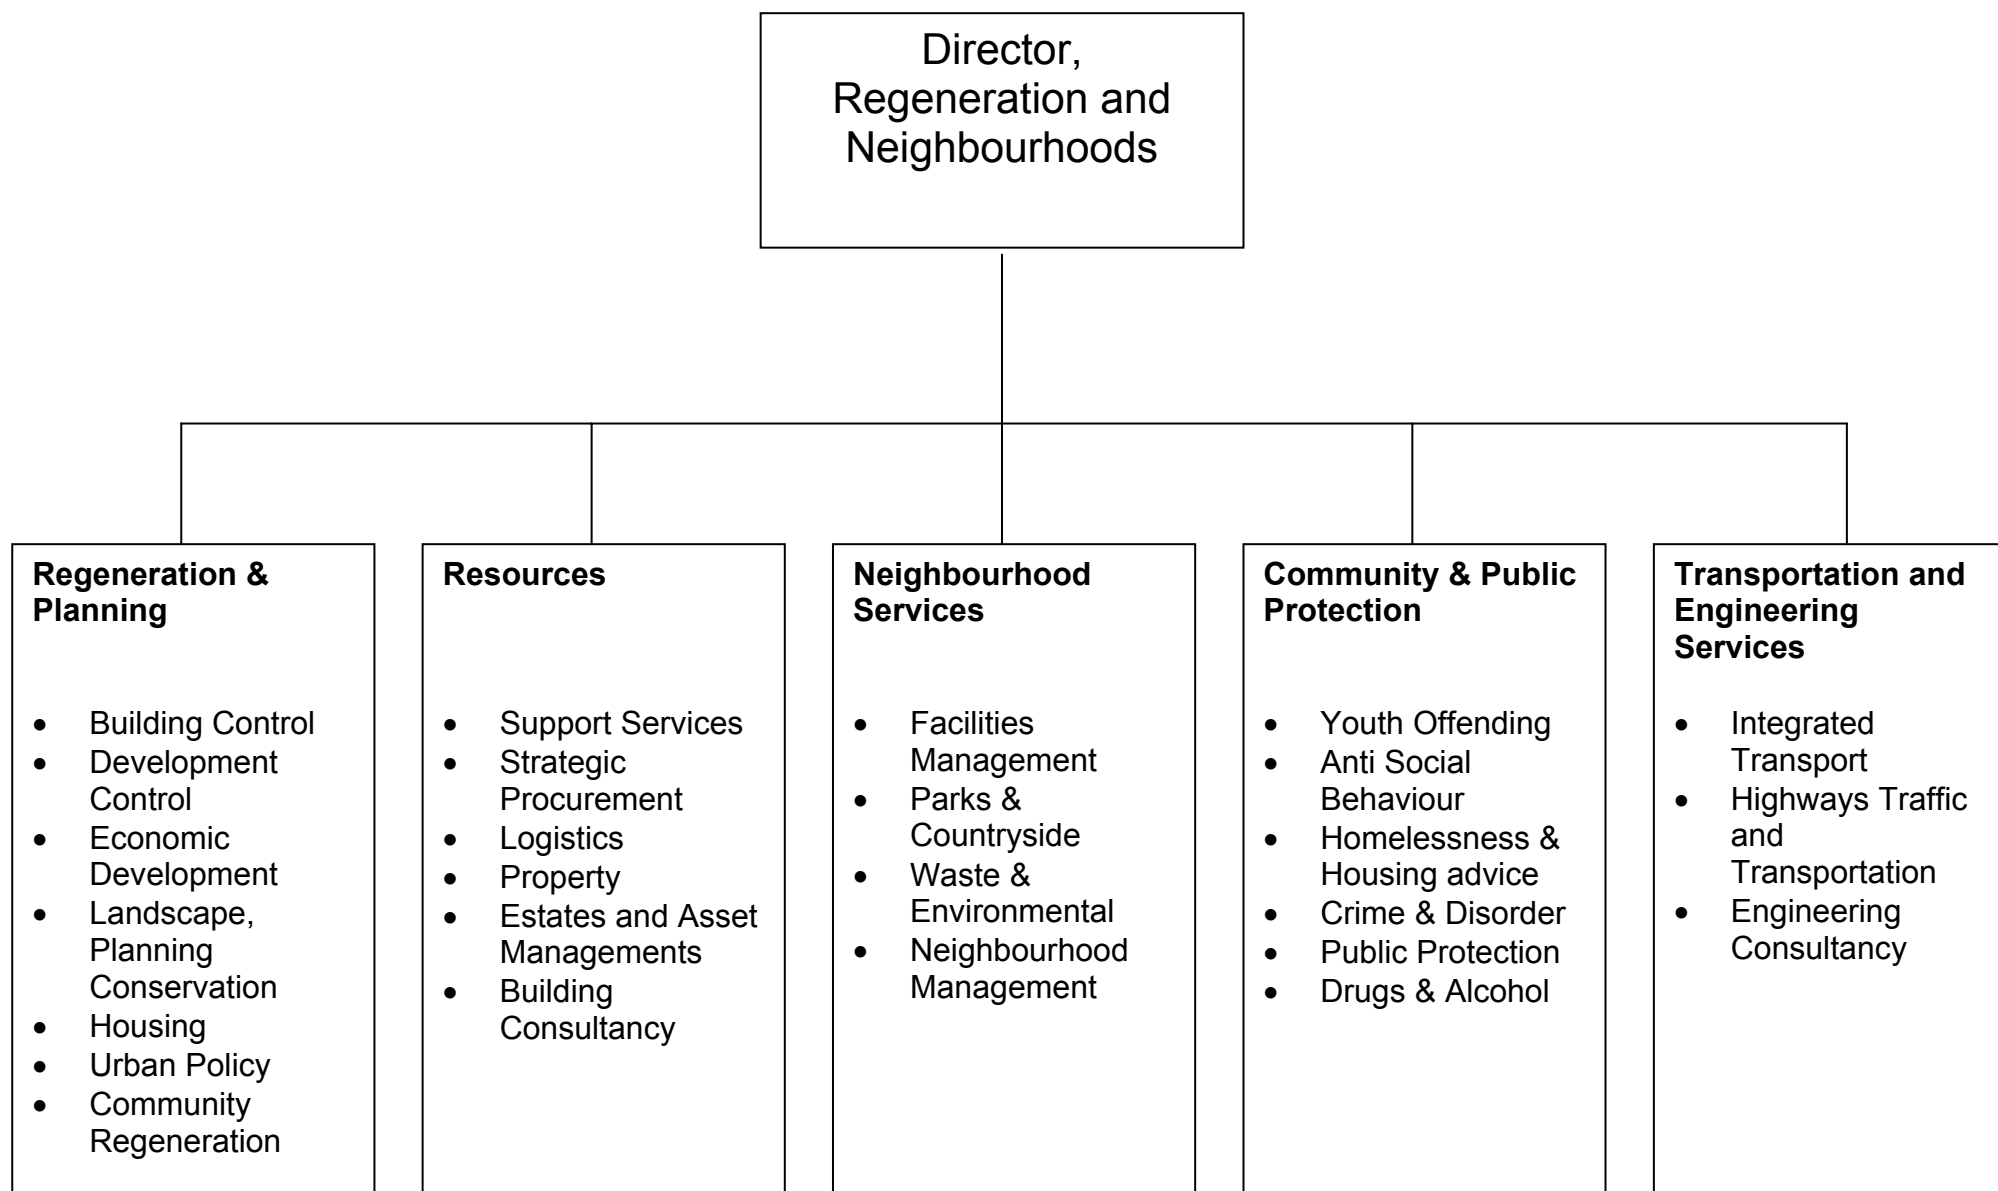 Director,
Regeneration and
Neighbourhoods
Regeneration &
Planning
• Building Control
• Development
Control
• Economic
Development
• Landscape,
Planning
Conservation
• Housing
• Urban Policy
• Community
Regeneration
Resources
• Support Services
• Strategic
Procurement
• Logistics
• Property
• Estates and Asset
Managements
• Building
Consultancy
Neighbourhood
Services
• Facilities
Management
• Parks &
Countryside
• Waste &
Environmental
• Neighbourhood
Management
Community & Public
Protection
• Youth Offending
• Anti Social
Behaviour
• Homelessness &
Housing advice
• Crime & Disorder
• Public Protection
• Drugs & Alcohol
Transportation and
Engineering
Services
• Integrated
Transport
• Highways Traffic
and
Transportation
• Engineering
Consultancy